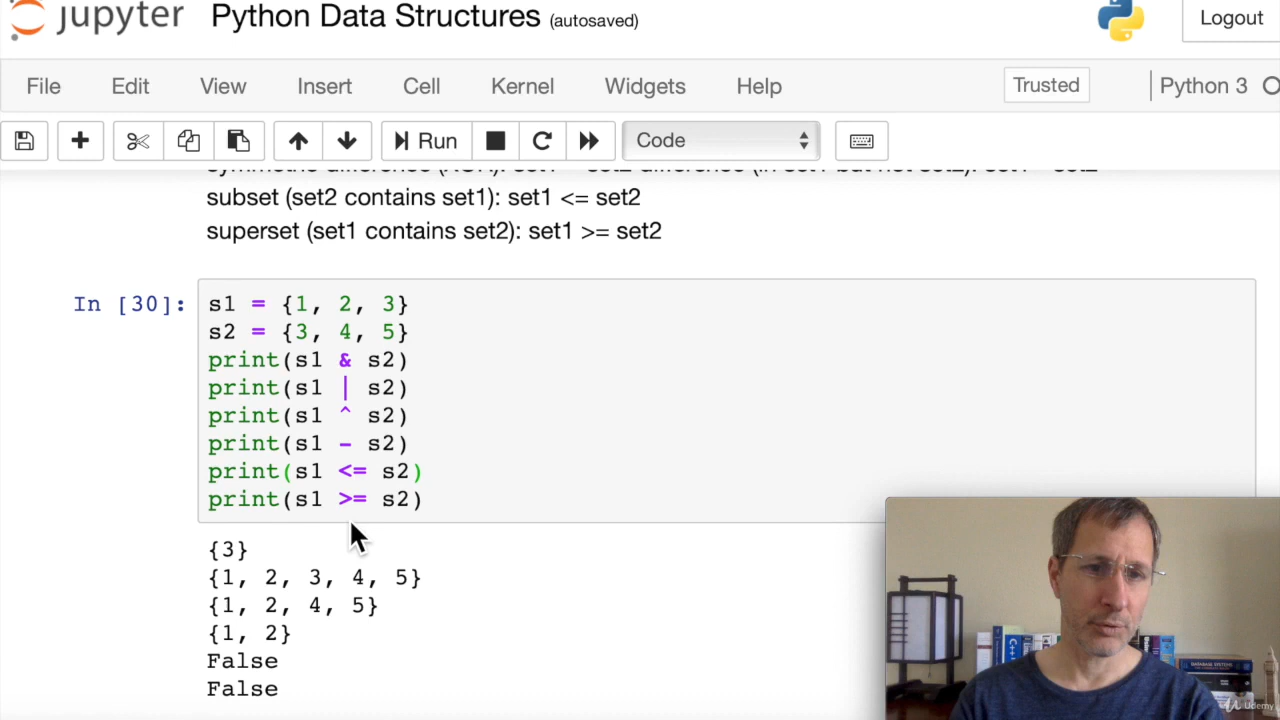 jupyter Python Data Structures (autosaved) Logout
File Edit View Insert Cell Kernel Widgets Help Trusted Python 3
Run Code
subset (set2 contains set1): set1 <= set2
superset (set1 contains set2): set1 >= set2
In [30]: s1 = {1, 2, 3}
s2 = {3, 4, 5}
print(s1 & s2)
print(s1 | s2)
print(s1 ^ s2)
print(s1 - s2)
print(s1 <= s2)
print(s1 >= s2)
{3}
{1, 2, 3, 4, 5}
{1, 2, 4, 5}
{1, 2}
False
False
C++
Udemy